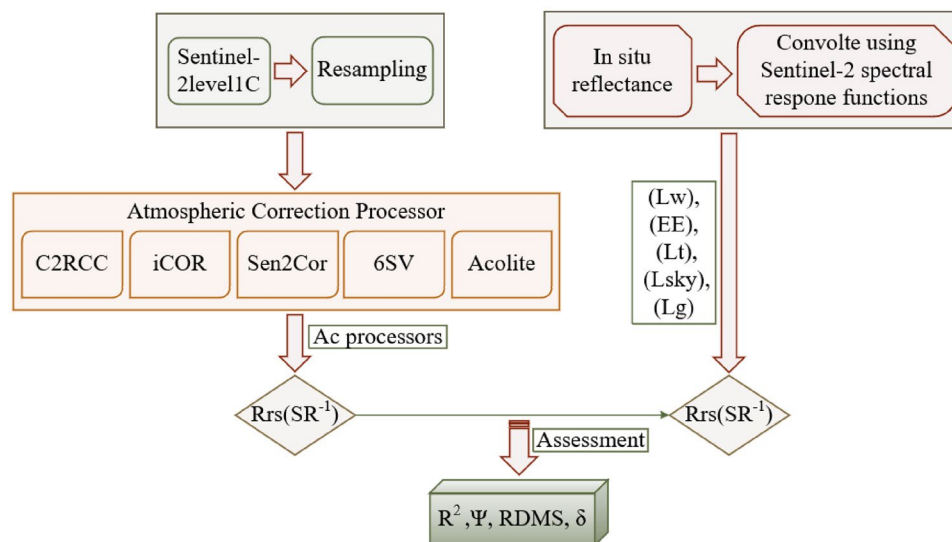 Sentinel-
2level1C
Resampling
In situ
reflectance
Convolte using
Sentinel-2 spectral
respone functions
Atmospheric Correction Processor
C2RCC
iCOR
Sen2Cor
6SV
Acolite
(Lw),
(EE),
(Lt),
(Lsky),
(Lg)
Ac processors
Rrs(SR⁻¹)
Rrs(SR⁻¹)
Assessment
R² ,Ψ, RDMS, δ